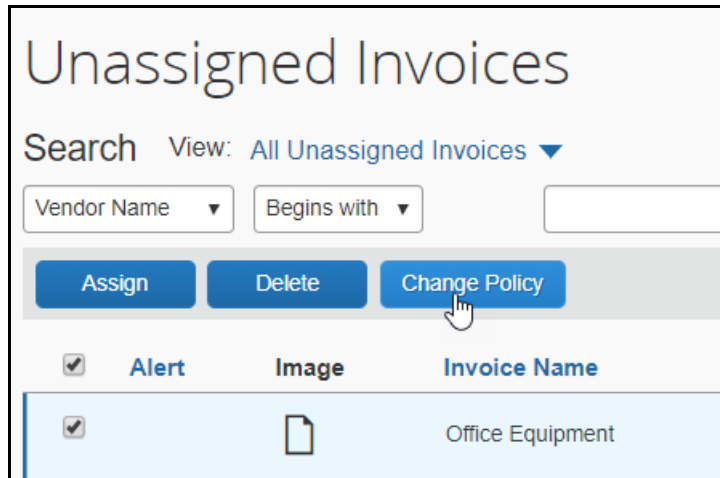 Unassigned Invoices
Search View: All Unassigned Invoices
Vendor Name Begins with
Assign Delete Change Policy
Alert Image Invoice Name
Office Equipment